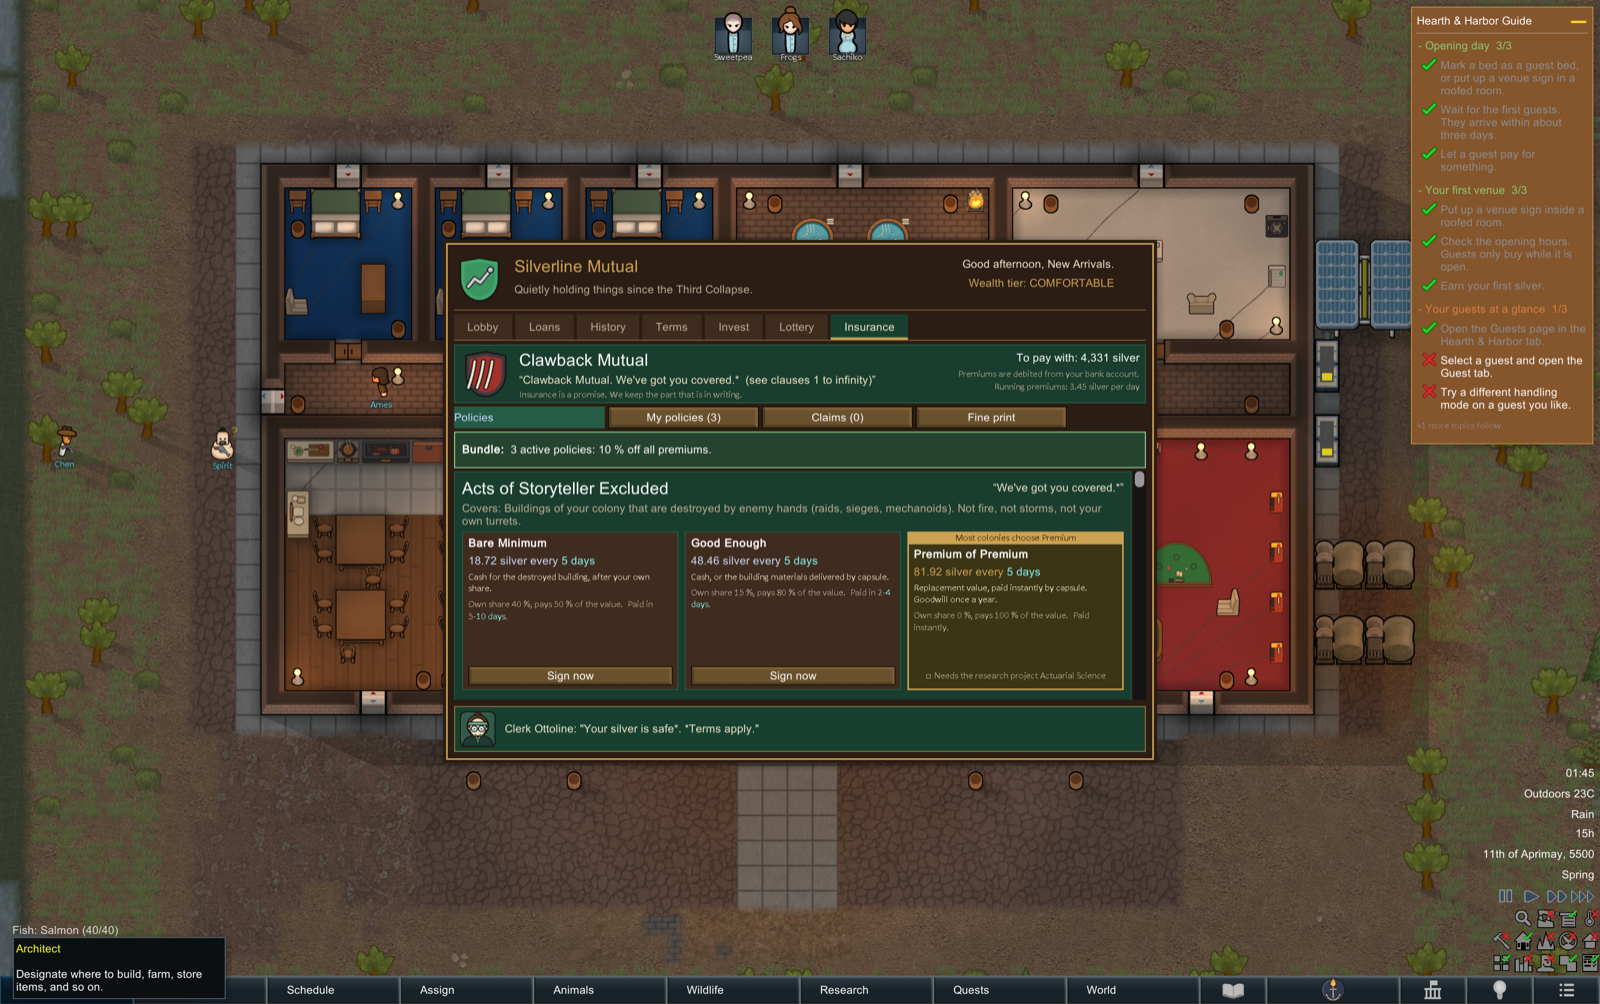 Sweetpea
Frogs
Sachiko
Hearth & Harbor Guide
- Opening day 3/3
Mark a bed as a guest bed,
or put up a venue sign in a
roofed room.
Wait for the first guests.
They arrive within about
three days.
Let a guest pay for
something.
- Your first venue 3/3
Put up a venue sign inside a
roofed room.
Check the opening hours.
Guests only buy while it is
open.
Earn your first silver.
- Your guests at a glance 1/3
Open the Guests page in the
Hearth & Harbor tab.
Select a guest and open the
Guest tab.
Try a different handling
mode on a guest you like.
+1 more topics follow
Silverline Mutual
Quietly holding things since the Third Collapse.
Good afternoon, New Arrivals.
Wealth tier: COMFORTABLE
Lobby
Loans
History
Terms
Invest
Lottery
Insurance
Clawback Mutual
"Clawback Mutual. We've got you covered.* (see clauses 1 to infinity)"
Insurance is a promise. We keep the part that is in writing.
To pay with: 4,331 silver
Premiums are debited from your bank account.
Running premiums: 3,45 silver per day
Policies
My policies (3)
Claims (0)
Fine print
Bundle: 3 active policies: 10 % off all premiums.
Acts of Storyteller Excluded
"We've got you covered.*"
Covers: Buildings of your colony that are destroyed by enemy hands (raids, sieges, mechanoids). Not fire, not storms, not your
own turrets.
Bare Minimum
18.72 silver every 5 days
Cash for the destroyed building, after your own
share.
Own share 40 %, pays 50 % of the value. Paid in
5-10 days.
Sign now
Good Enough
48.46 silver every 5 days
Cash, or the building materials delivered by capsule.
Own share 15 %, pays 80 % of the value. Paid in 2-4
days.
Sign now
Most colonies choose Premium
Premium of Premium
81.92 silver every 5 days
Replacement value, paid instantly by capsule.
Goodwill once a year.
Own share 0 %, pays 100 % of the value. Paid
instantly.
Needs the research project Actuarial Science
Clerk Ottoline: "Your silver is safe*. *Terms apply."
Ames
Chen
?
Spirit
01:45
Outdoors 23C
Rain
15h
11th of Aprimay, 5500
Spring
Fish: Salmon (40/40)
Architect
Designate where to build, farm, store
items, and so on.
Schedule
Assign
Animals
Wildlife
Research
Quests
World